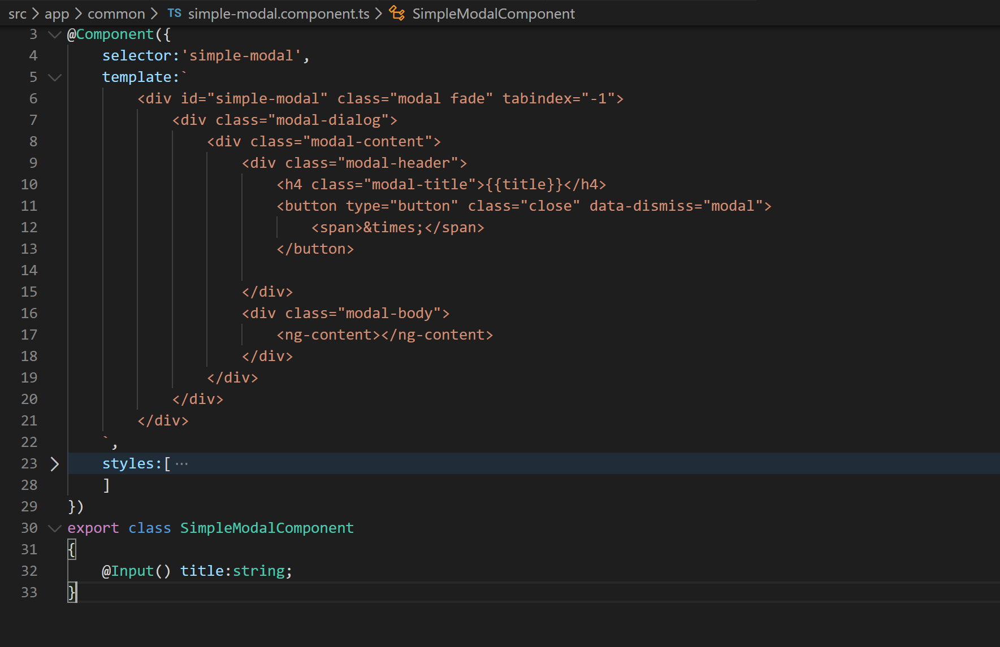 src > app > common > TS simple-modal.component.ts > SimpleModalComponent
3 @Component({
4     selector:'simple-modal',
5     template:`
6         <div id="simple-modal" class="modal fade" tabindex="-1">
7             <div class="modal-dialog">
8                 <div class="modal-content">
9                     <div class="modal-header">
10                         <h4 class="modal-title">{{title}}</h4>
11                         <button type="button" class="close" data-dismiss="modal">
12                             <span>&times;</span>
13                         </button>
14
15                     </div>
16                     <div class="modal-body">
17                         <ng-content></ng-content>
18                     </div>
19                 </div>
20             </div>
21         </div>
22     `,
23     styles:[ ···
28     ]
29 })
30 export class SimpleModalComponent
31 {
32     @Input() title:string;
33 }